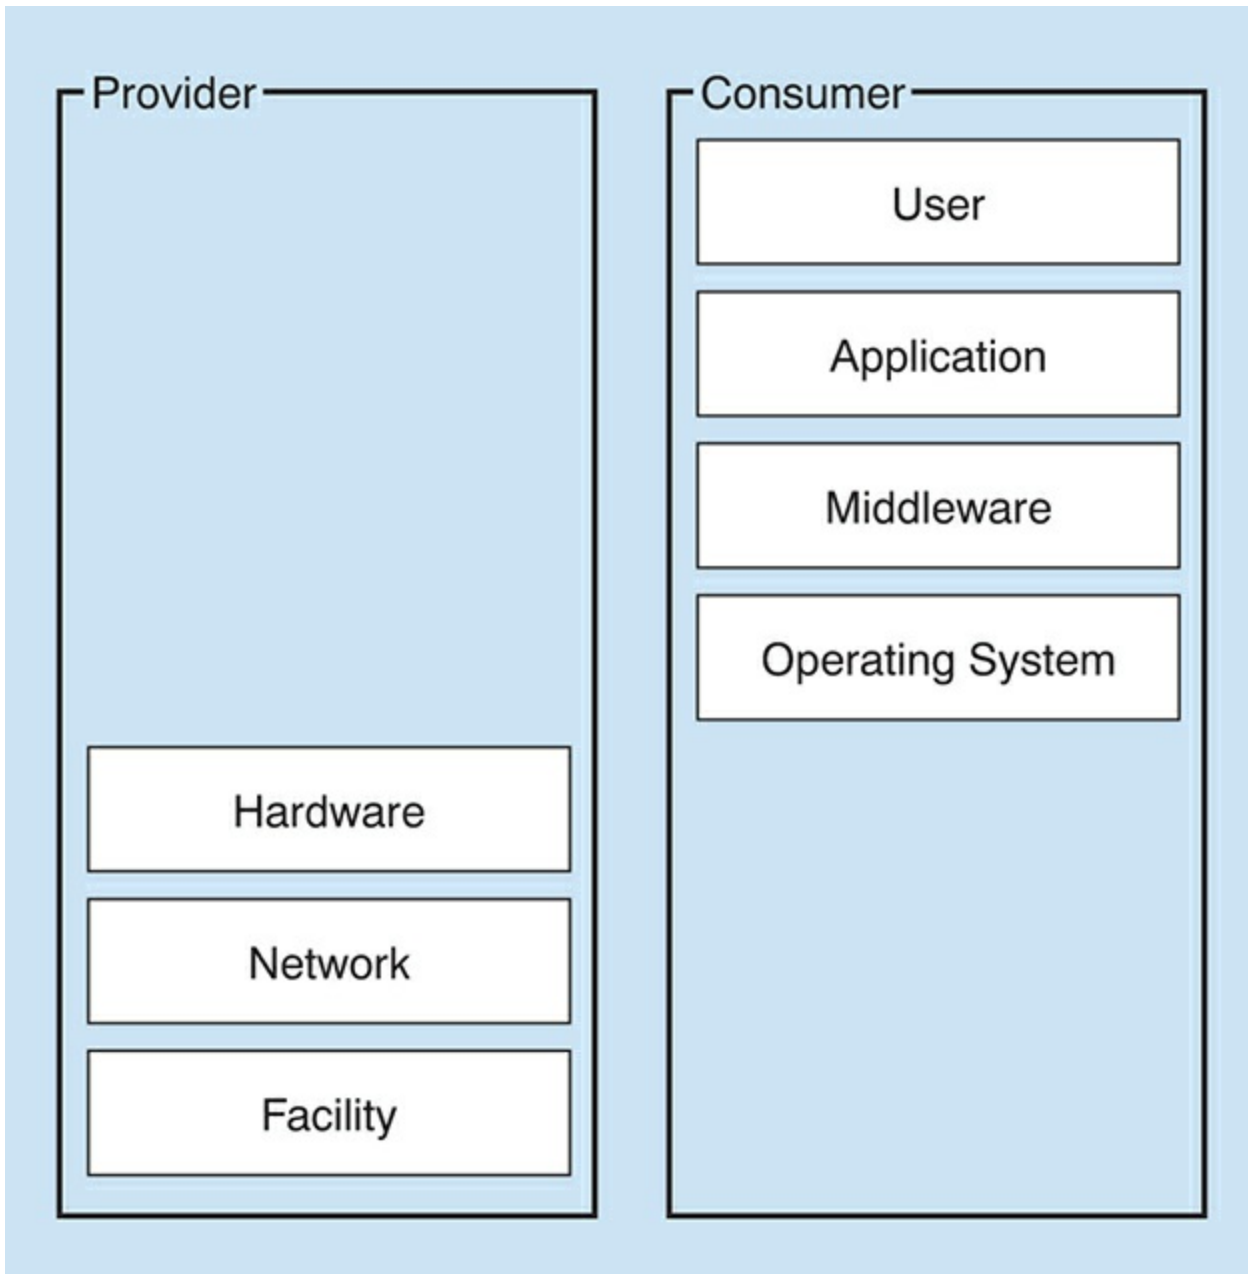 Provider
Hardware
Network
Facility
Consumer
User
Application
Middleware
Operating System